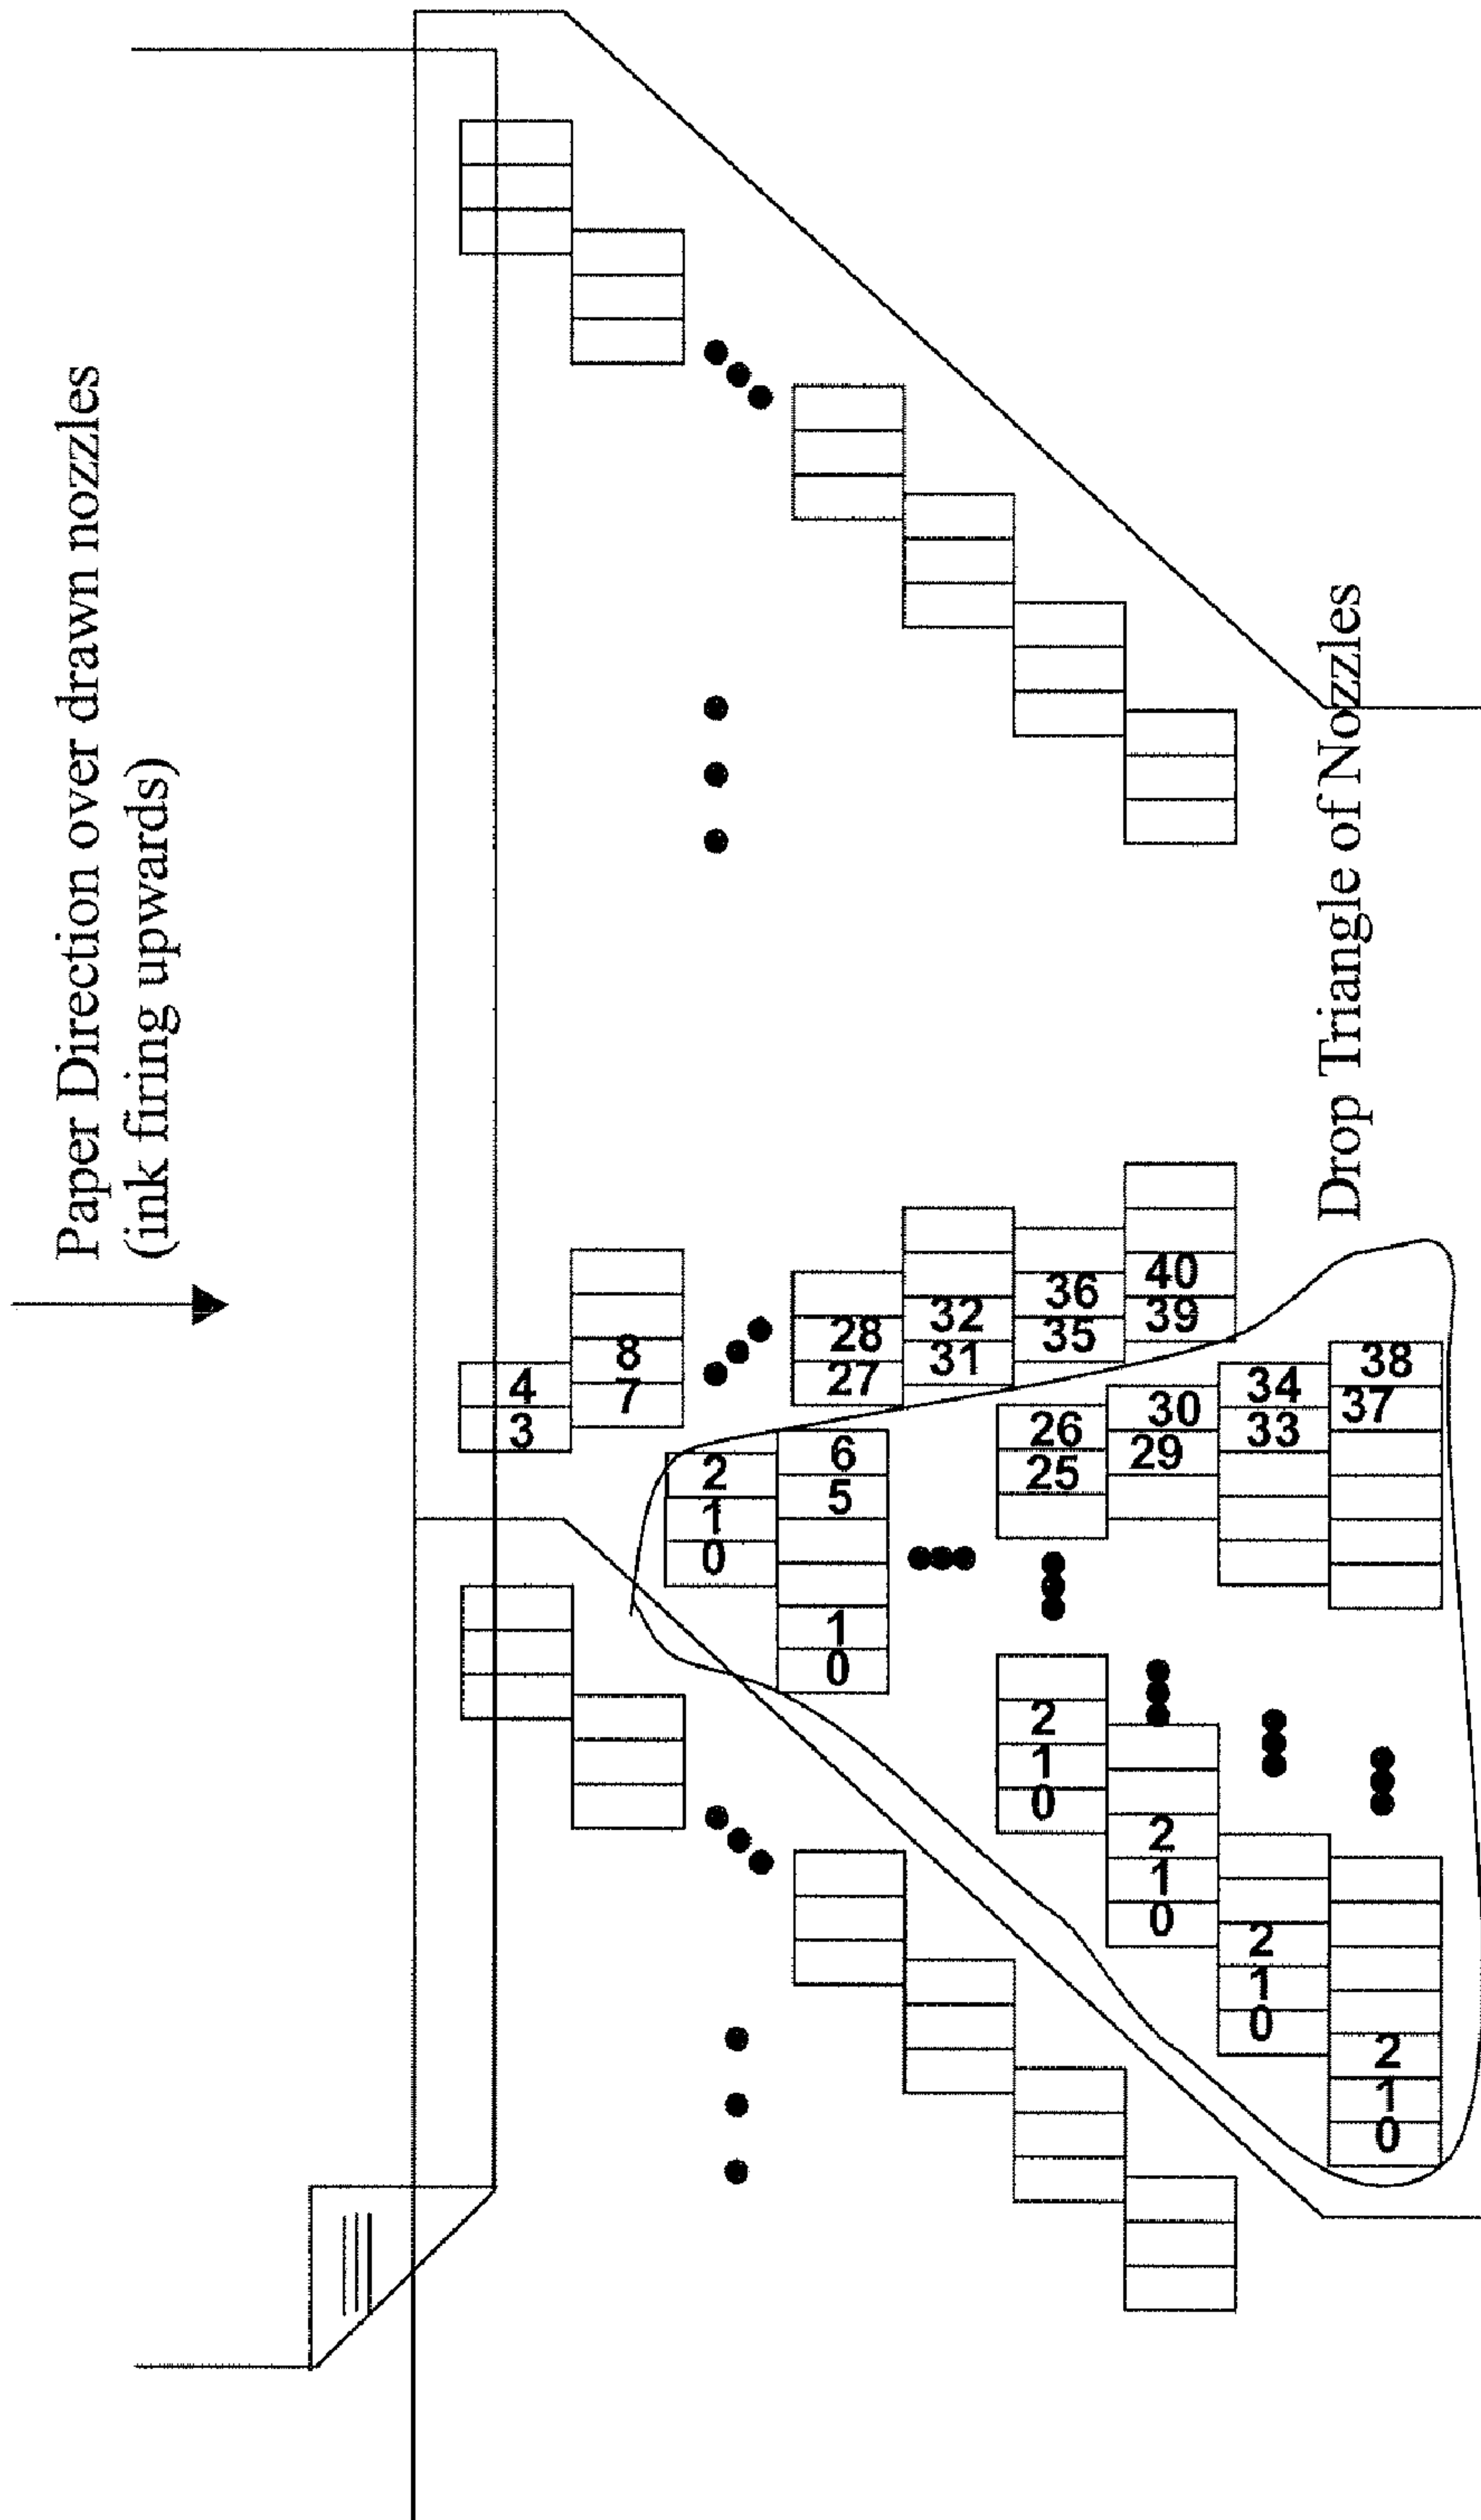 Paper Direction over drawn nozzles
(ink firing upwards)
3 4
7 8
0 1 2
0 1 5 6 27 28
31 32
0 1 2 25 26 35 36
0 1 2 29 30 39 40
0 1 2 33 34
Drop Triangle of Nozzles
0 1 2 37 38